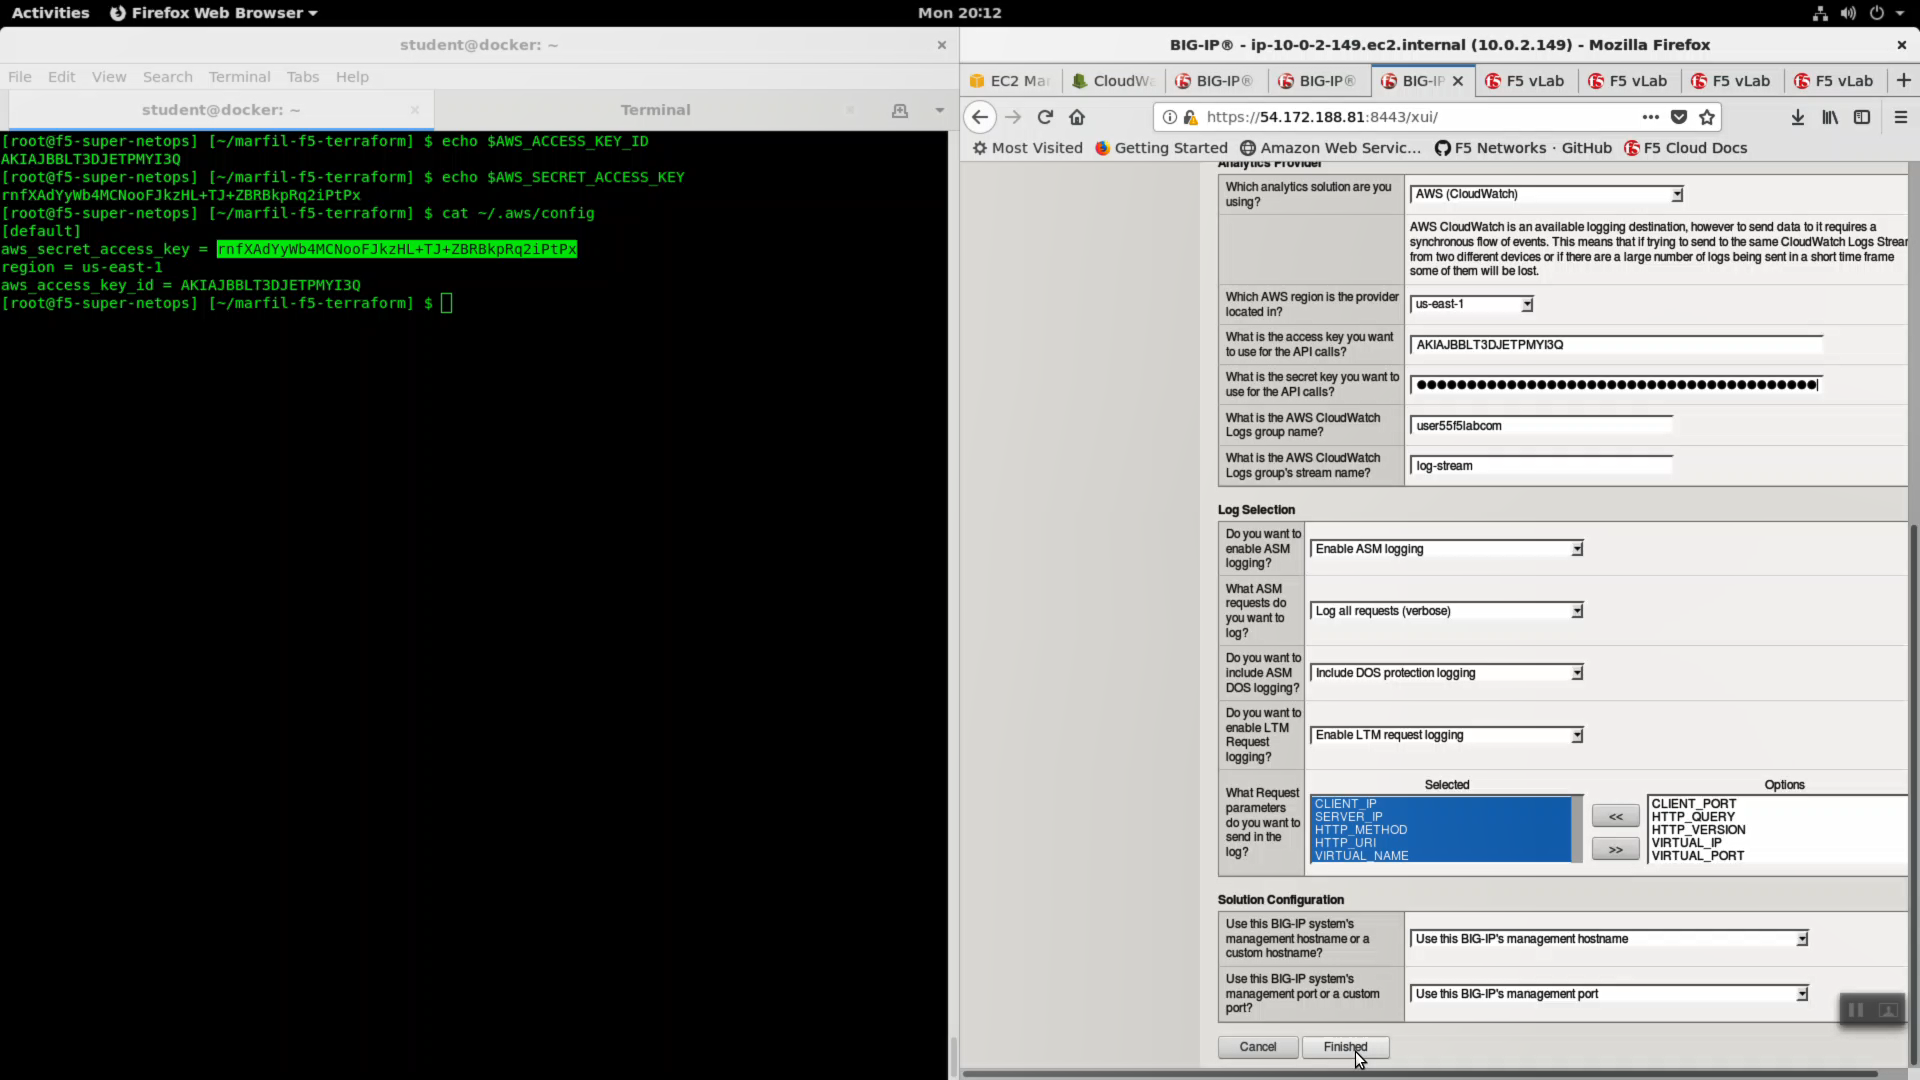 Activities Firefox Web Browser Mon 20:12
student@docker: ~
File Edit View Search Terminal Tabs Help
student@docker: ~ Terminal
[root@f5-super-netops] [~/marfil-f5-terraform] $ echo $AWS_ACCESS_KEY_ID
AKIAJBBLT3DJETPMYI3Q
[root@f5-super-netops] [~/marfil-f5-terraform] $ echo $AWS_SECRET_ACCESS_KEY
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
[root@f5-super-netops] [~/marfil-f5-terraform] $ cat ~/.aws/config
[default]
aws_secret_access_key = rnfXAdYyWb4MCNooFJkzHL+TJ+ZBRBkpRq2iPtPx
region = us-east-1
aws_access_key_id = AKIAJBBLT3DJETPMYI3Q
[root@f5-super-netops] [~/marfil-f5-terraform] $
BIG-IP® - ip-10-0-2-149.ec2.internal (10.0.2.149) - Mozilla Firefox
EC2 Ma CloudWa BIG-IP® BIG-IP® BIG-IP F5 vLab F5 vLab F5 vLab F5 vLab
https://54.172.188.81:8443/xui/
Most Visited Getting Started Amazon Web Servic... F5 Networks · GitHub F5 Cloud Docs
Analytics Provider
Which analytics solution are you
using?
AWS (CloudWatch)
AWS CloudWatch is an available logging destination, however to send data to it requires a
synchronous flow of events. This means that if trying to send to the same CloudWatch Logs Strear
from two different devices or if there are a large number of logs being sent in a short time frame
some of them will be lost.
Which AWS region is the provider
located in?
us-east-1
What is the access key you want
to use for the API calls?
AKIAJBBLT3DJETPMYI3Q
What is the secret key you want to
use for the API calls?
What is the AWS CloudWatch
Logs group name?
user55f5labcom
What is the AWS CloudWatch
Logs group's stream name?
log-stream
Log Selection
Do you want to
enable ASM
logging?
Enable ASM logging
What ASM
requests do
you want to
log?
Log all requests (verbose)
Do you want to
include ASM
DOS logging?
Include DOS protection logging
Do you want to
enable LTM
Request
logging?
Enable LTM request logging
What Request
parameters
do you want to
send in the
log?
Selected
CLIENT_IP
SERVER_IP
HTTP_METHOD
HTTP_URI
VIRTUAL_NAME
<<
>>
Options
CLIENT_PORT
HTTP_QUERY
HTTP_VERSION
VIRTUAL_IP
VIRTUAL_PORT
Solution Configuration
Use this BIG-IP system's
management hostname or a
custom hostname?
Use this BIG-IP's management hostname
Use this BIG-IP system's
management port or a custom
port?
Use this BIG-IP's management port
Cancel Finished